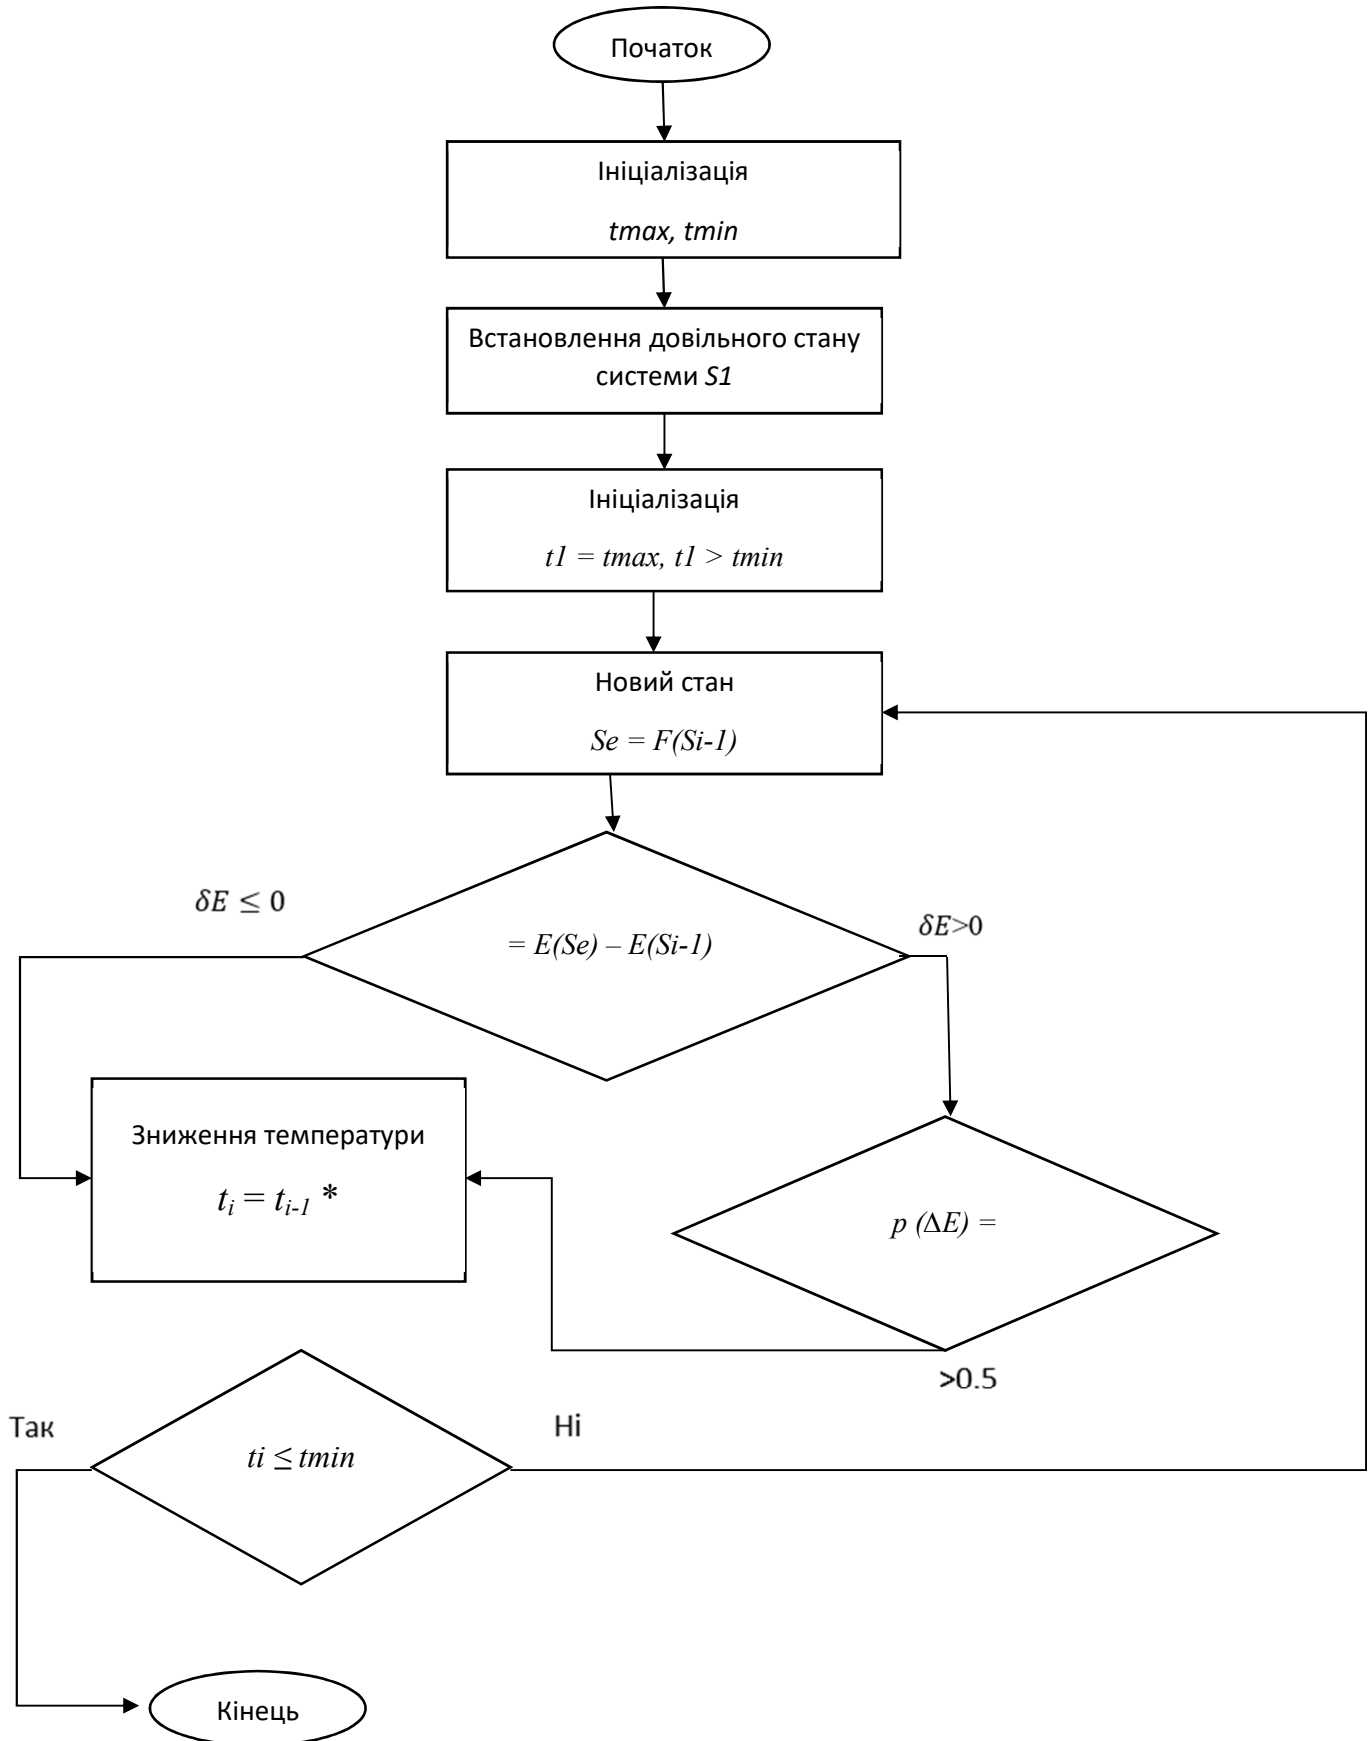 Початок
Ініціалізація
tmax, tmin
Встановлення довільного стану
системи S1
Ініціалізація
t1 = tmax, t1 > tmin
Новий стан
Se = F(Si-1)
δE ≤ 0
= E(Se) – E(Si-1)
δE>0
Зниження температури
ti = ti-1 *
p (∆E) =
>0.5
Так
ti ≤ tmin
Ні
Кінець